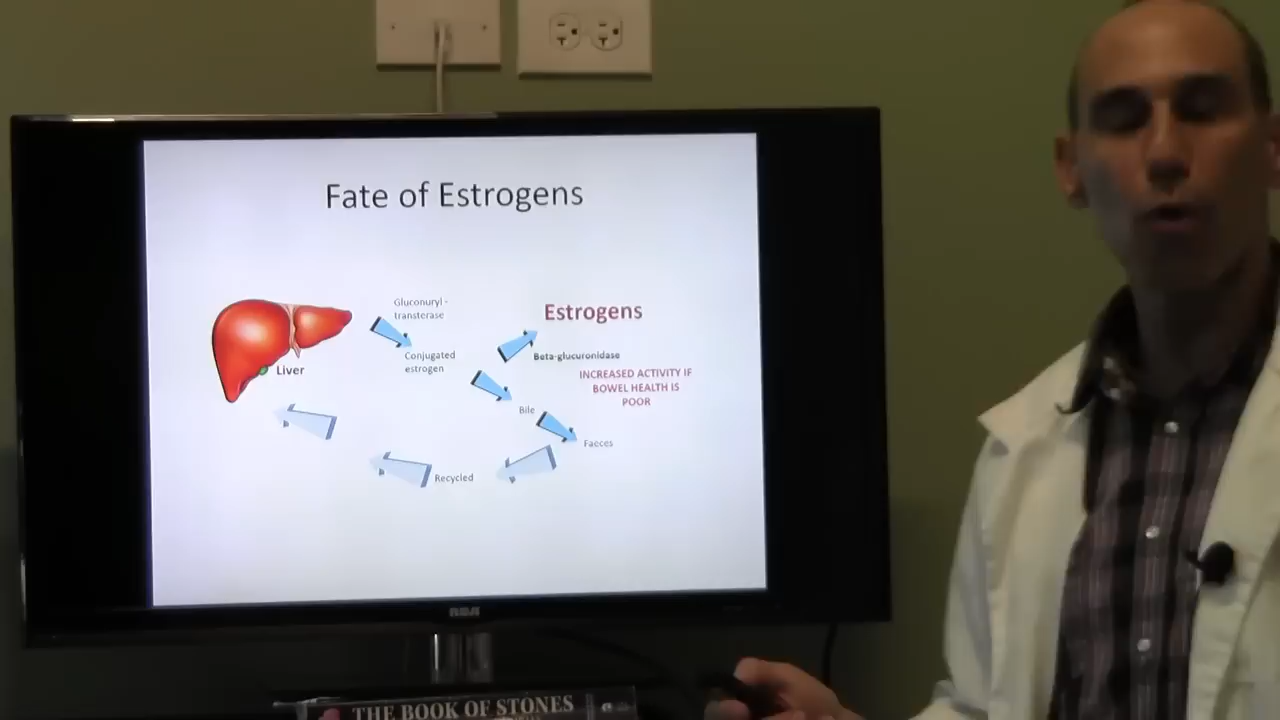 Fate of Estrogens
Gluconuryl -
transterase
Estrogens
Conjugated
estrogen
Beta-glucuronidase
INCREASED ACTIVITY IF
BOWEL HEALTH IS
POOR
Liver
Bile
Faeces
Recycled
RCA
THE BOOK OF STONES